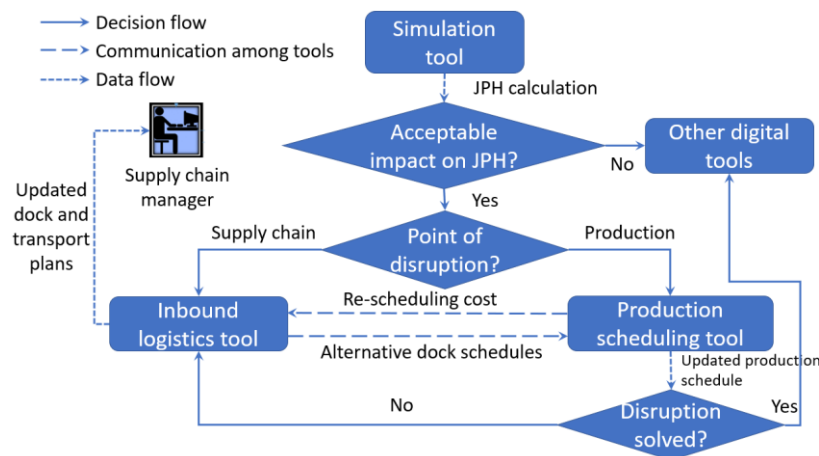 Decision flow
Communication among tools
Data flow
Simulation
tool
JPH calculation
Acceptable
impact on JPH?
No
Other digital
tools
Yes
Supply chain
manager
Updated
dock and
transport
plans
Supply chain
Point of
disruption?
Production
Inbound
logistics tool
Re-scheduling cost
Alternative dock schedules
Production
scheduling tool
Updated production
schedule
No
Disruption
solved?
Yes